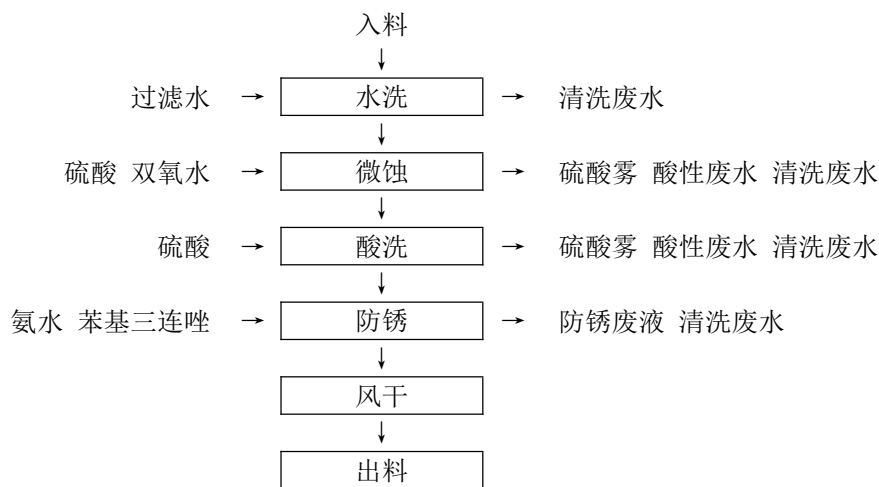 入料
过滤水 → 水洗 → 清洗废水
硫酸 双氧水 → 微蚀 → 硫酸雾 酸性废水 清洗废水
硫酸 → 酸洗 → 硫酸雾 酸性废水 清洗废水
氨水 苯基三连唑 → 防锈 → 防锈废液 清洗废水
风干
出料